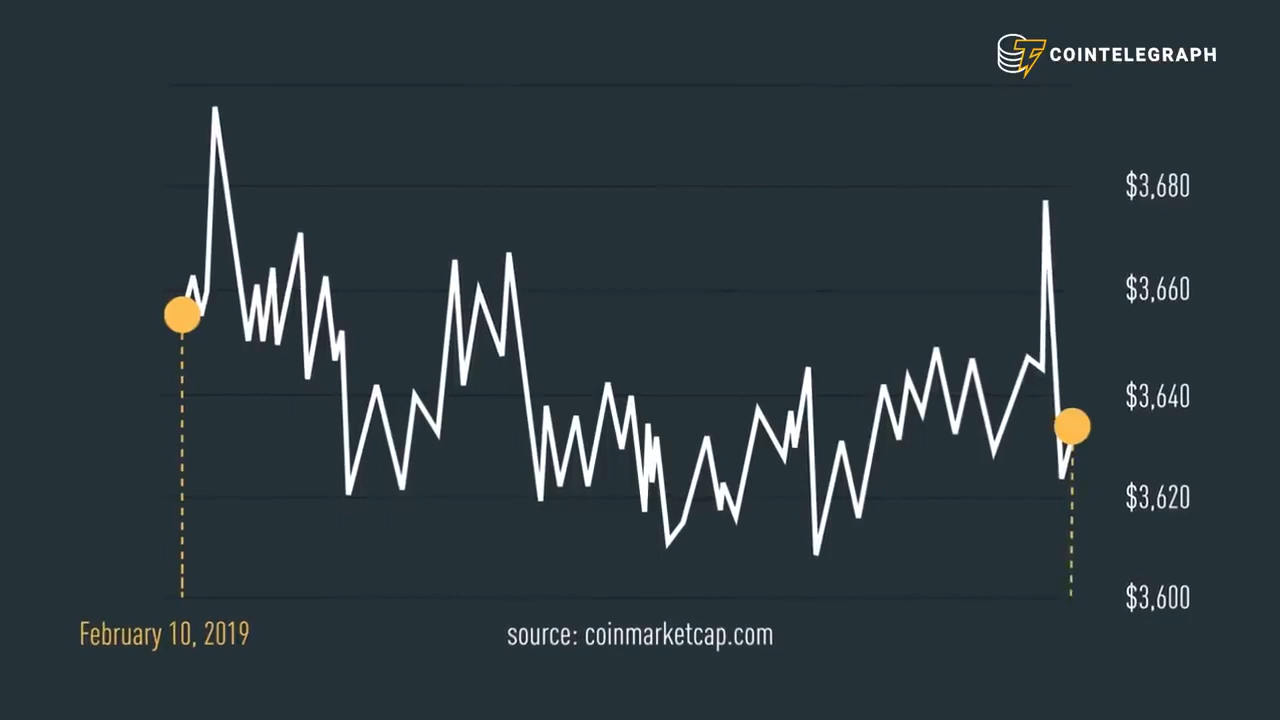 COINTELEGRAPH
$3,680
$3,660
$3,640
$3,620
$3,600
February 10, 2019
source: coinmarketcap.com